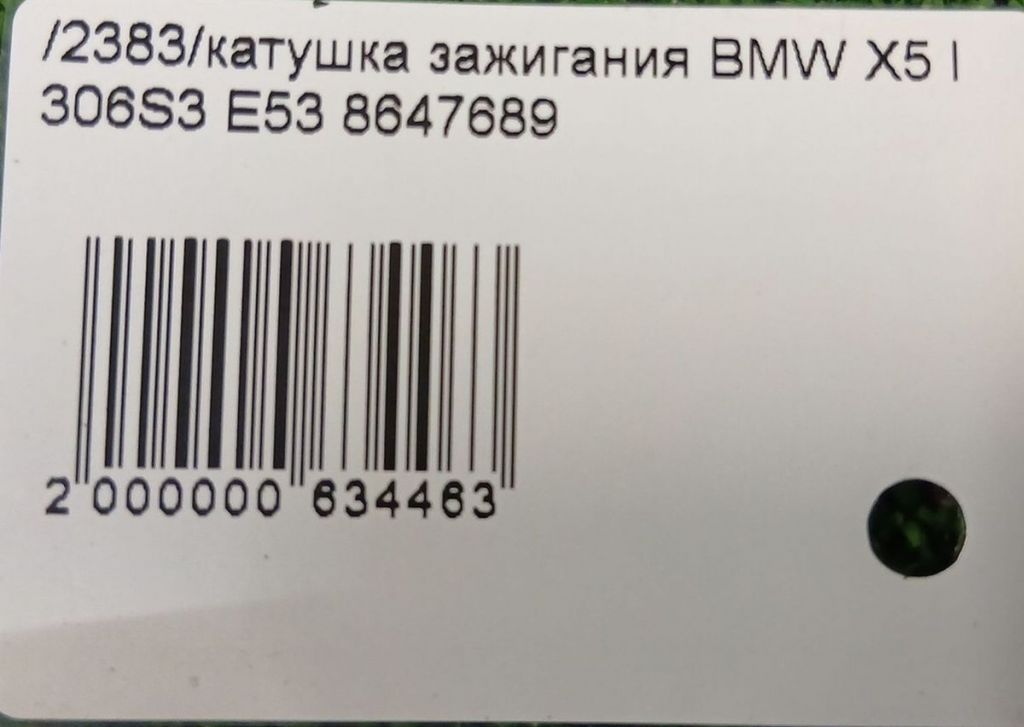 /2383/катушка зажигания BMW X5 I
306S3 E53 8647689
2 000000 634463